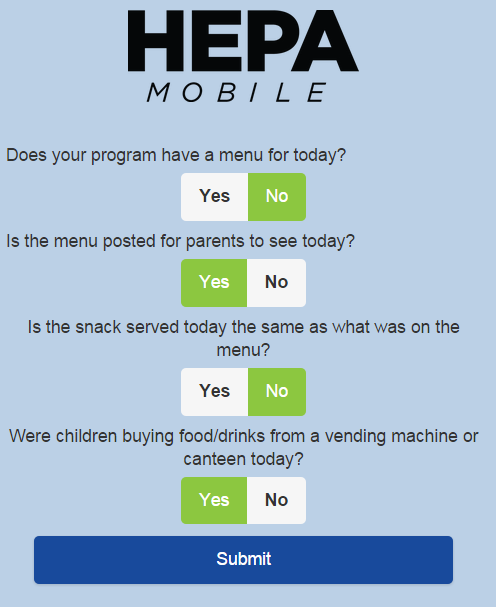 HEPA
MOBILE
Does your program have a menu for today?
Yes No
Is the menu posted for parents to see today?
Yes No
Is the snack served today the same as what was on the
menu?
Yes No
Were children buying food/drinks from a vending machine or
canteen today?
Yes No
Submit